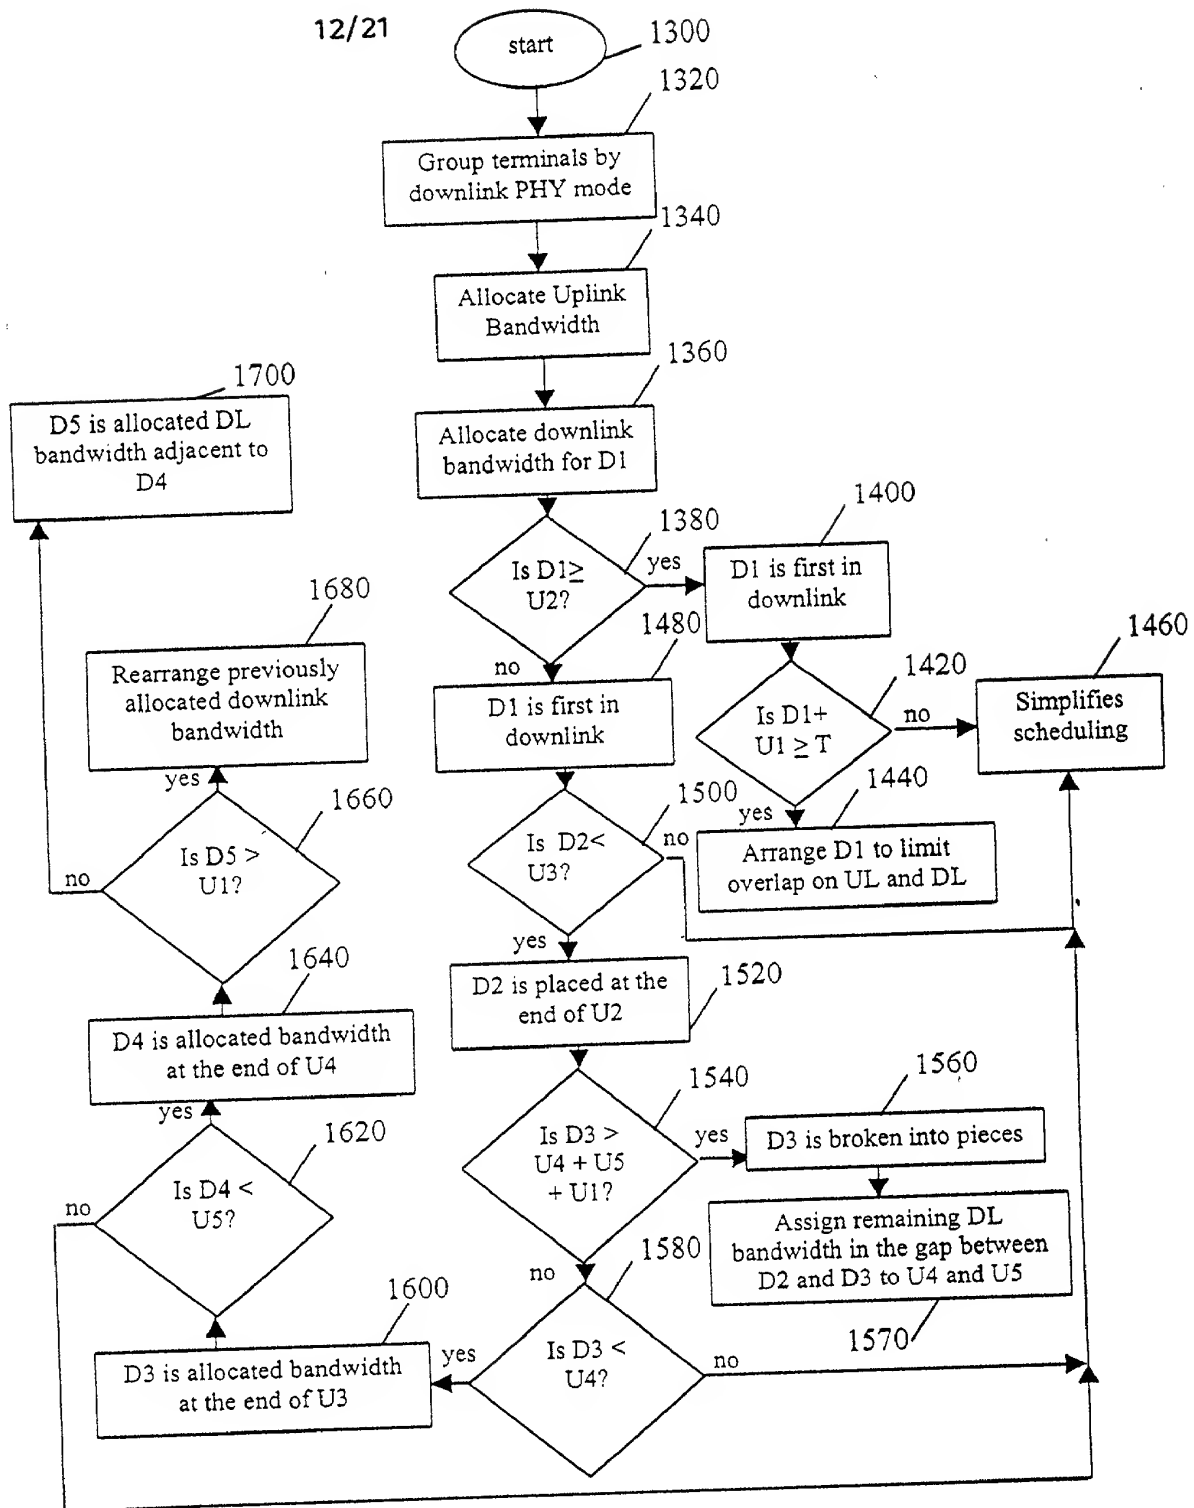 12/21
start
1300
1320
Group terminals by
downlink PHY mode
1340
Allocate Uplink
Bandwidth
1360
Allocate downlink
bandwidth for D1
1700
D5 is allocated DL
bandwidth adjacent to
D4
1380
Is D1≥
U2?
yes
no
1400
D1 is first in
downlink
1480
D1 is first in
downlink
1420
Is D1+
U1 ≥ T
no
yes
1460
Simplifies
scheduling
1440
Arrange D1 to limit
overlap on UL and DL
1680
Rearrange previously
allocated downlink
bandwidth
yes
1660
Is D5 >
U1?
no
1500
Is D2<
U3?
no
yes
1520
D2 is placed at the
end of U2
1640
D4 is allocated bandwidth
at the end of U4
yes
1620
Is D4 <
U5?
no
1540
Is D3 >
U4 + U5
+ U1?
yes
no
1560
D3 is broken into pieces
Assign remaining DL
bandwidth in the gap between
D2 and D3 to U4 and U5
1570
1580
Is D3 <
U4?
yes
no
1600
D3 is allocated bandwidth
at the end of U3